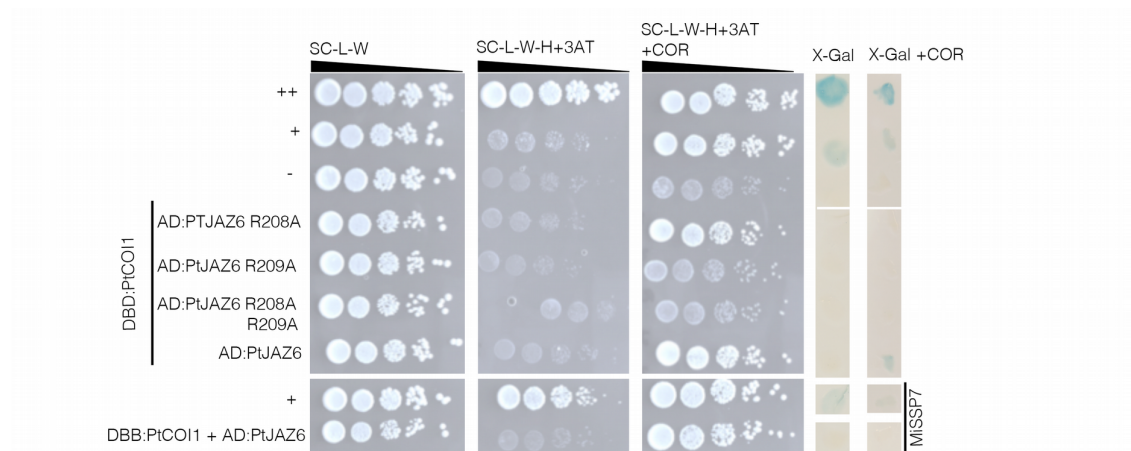 SC-L-W
SC-L-W-H+3AT
SC-L-W-H+3AT
+COR
X-Gal
X-Gal +COR
++
+
-
DBD:PtCOI1
AD:PTJAZ6 R208A
AD:PtJAZ6 R209A
AD:PtJAZ6 R208A
R209A
AD:PtJAZ6
+
DBB:PtCOI1 + AD:PtJAZ6
MiSSP7